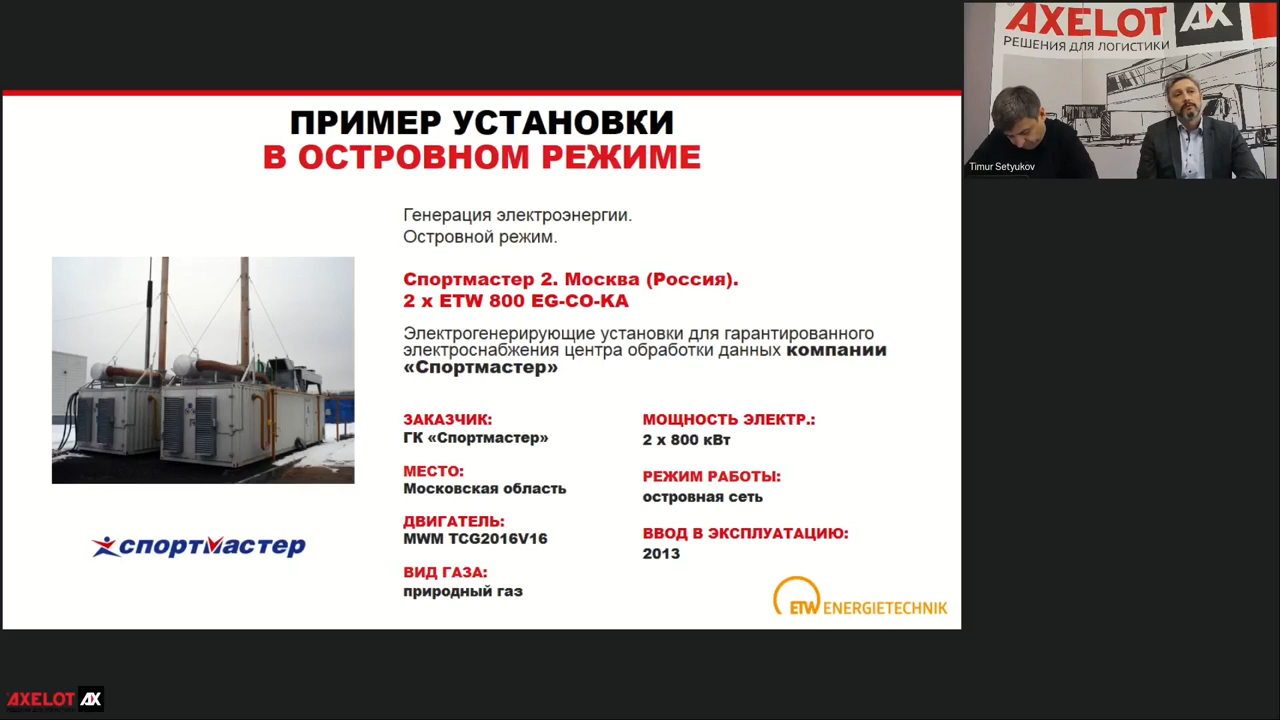 ПРИМЕР УСТАНОВКИ
В ОСТРОВНОМ РЕЖИМЕ
Генерация электроэнергии.
Островной режим.
Спортмастер 2. Москва (Россия).
2 x ETW 800 EG-CO-KA
Электрогенерирующие установки для гарантированного
электроснабжения центра обработки данных компании
«Спортмастер»
ЗАКАЗЧИК:
ГК «Спортмастер»
МЕСТО:
Московская область
ДВИГАТЕЛЬ:
MWM TCG2016V16
ВИД ГАЗА:
природный газ
МОЩНОСТЬ ЭЛЕКТР.:
2 x 800 кВт
РЕЖИМ РАБОТЫ:
островная сеть
ВВОД В ЭКСПЛУАТАЦИЮ:
2013
спортмастер
ETW ENERGIETECHNIK
AXELOT AX
РЕШЕНИЯ ДЛЯ ЛОГИСТИКИ
Timur Setyukov
AXELOT AX